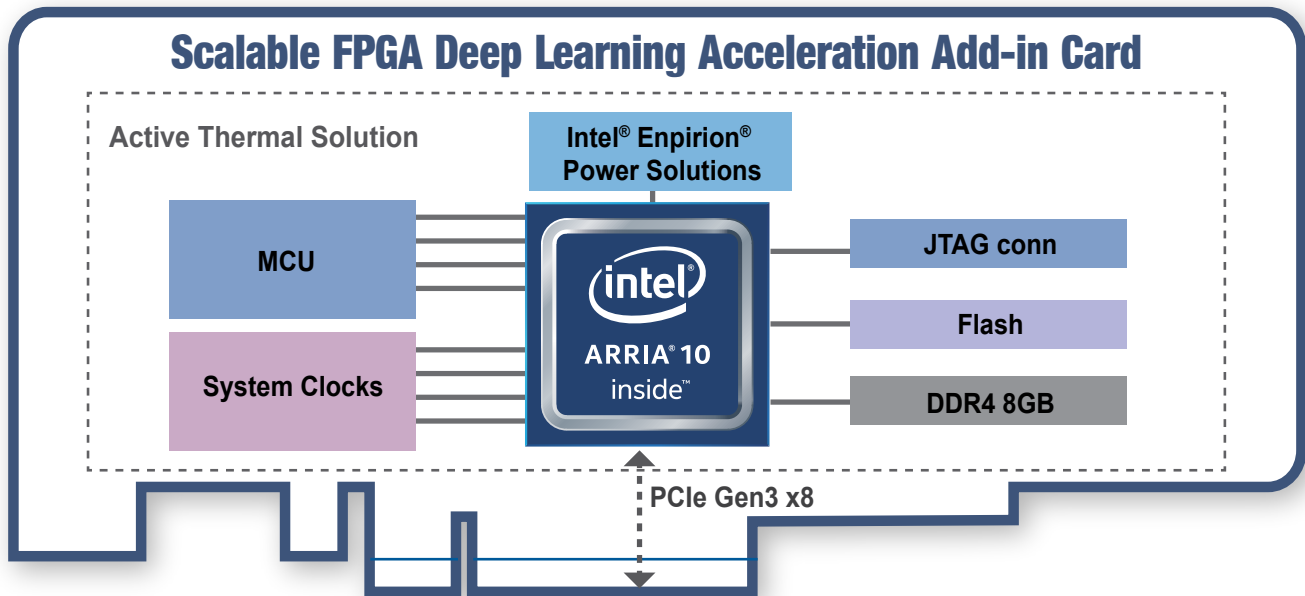 Scalable FPGA Deep Learning Acceleration Add-in Card
Active Thermal Solution
Intel® Enpirion®
Power Solutions
MCU
System Clocks
intel®
ARRIA® 10
inside™
JTAG conn
Flash
DDR4 8GB
PCIe Gen3 x8